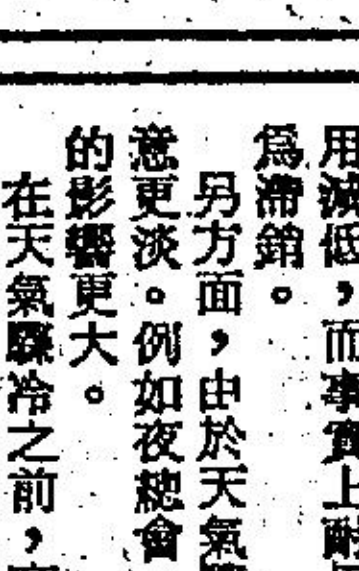 用減低，而事實上耐
爲滯銷。
另方面，由於天氣
意更淡。例如夜總會
的影響更大。
在天氣驟冷之前，